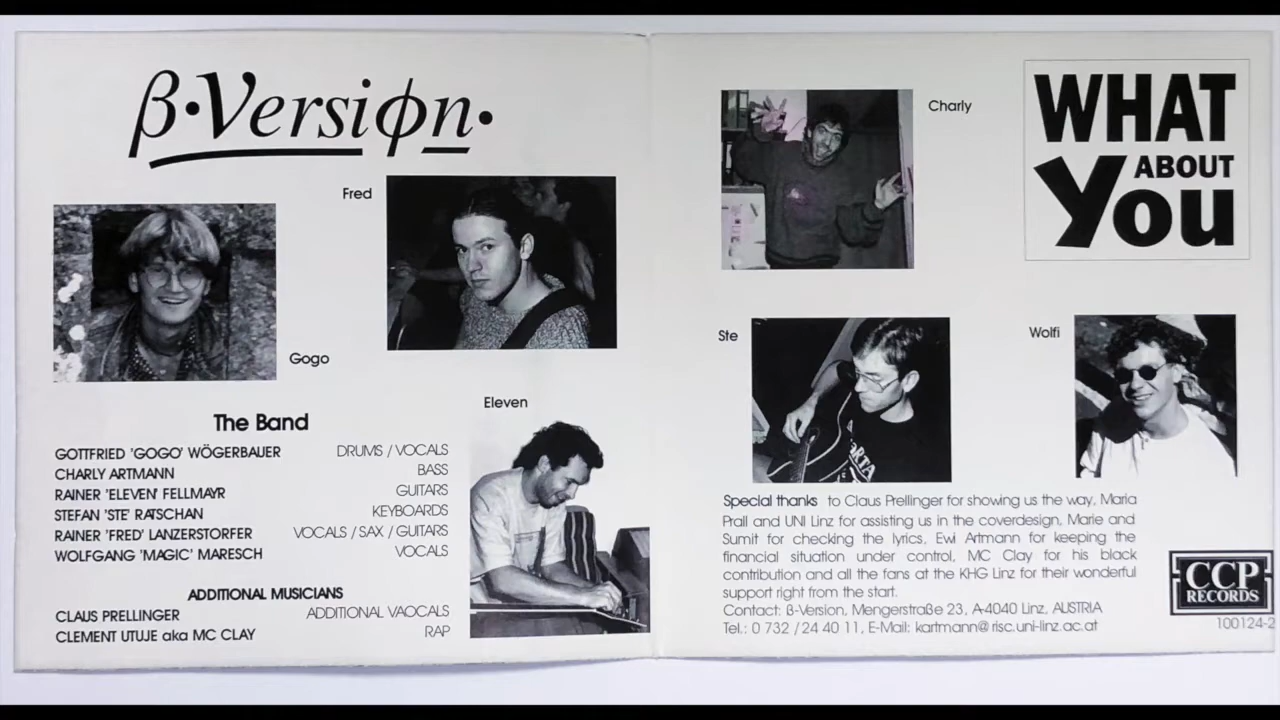 β·Versiφn·
Fred
Gogo
Eleven
The Band
GOTTFRIED 'GOGO' WÖGERBAUER DRUMS / VOCALS
CHARLY ARTMANN BASS
RAINER 'ELEVEN' FELLMAYR GUITARS
STEFAN 'STE' RATSCHAN KEYBOARDS
RAINER 'FRED' LANZERSTORFER VOCALS / SAX / GUITARS
WOLFGANG 'MAGIC' MARESCH VOCALS
ADDITIONAL MUSICIANS
CLAUS PRELLINGER ADDITIONAL VAOCALS
CLEMENT UTUJE aka MC CLAY RAP
Charly
WHAT
ABOUT
You
Ste
Wolfi
Special thanks to Claus Prellinger for showing us the way, Maria
Prall and UNI Linz for assisting us in the coverdesign, Marie and
Sumit for checking the lyrics, Ewi Artmann for keeping the
financial situation under control, MC Clay for his black
contribution and all the fans at the KHG Linz for their wonderful
support right from the start.
Contact: ß-Version, Mengerstraße 23, A-4040 Linz, AUSTRIA
Tel.: 0 732 / 24 40 11, E-Mail: kartmann@risc.uni-linz.ac.at
CCP
RECORDS
100124-2